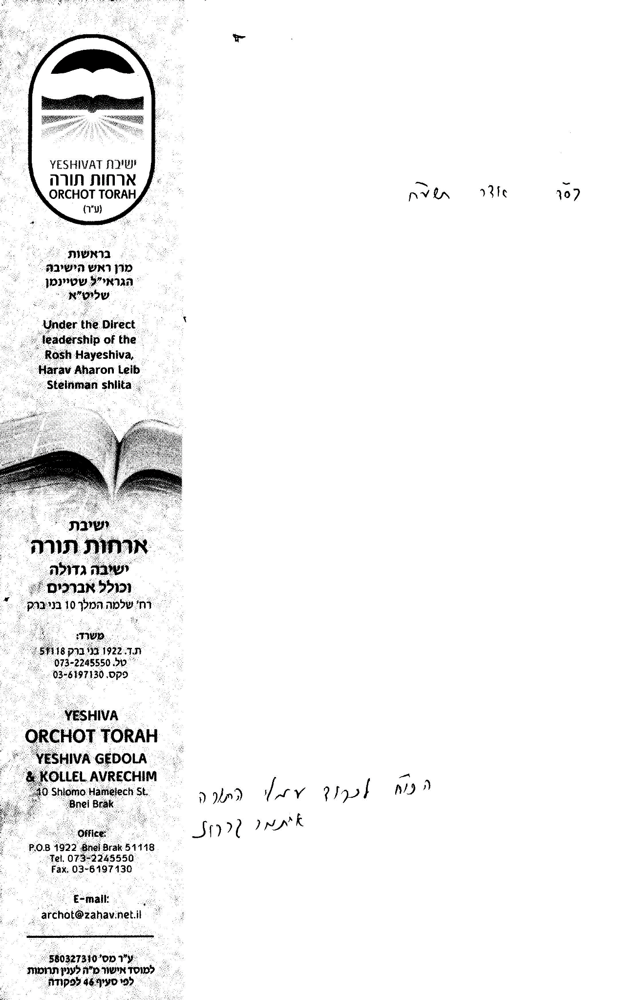 YESHIVAT ישיבת
ארחות תורה
ORCHOT TORAH
(ע"ר)
בראשות
מרן ראש הישיבה
הגראי"ל שטיינמן
שליט"א
Under the Direct
leadership of the
Rosh Hayeshiva,
Harav Aharon Leib
Steinman shlita
ישיבת
ארחות תורה
ישיבה גדולה
וכולל אברכים
רח' שלמה המלך 10 בני ברק
משרד:
ת.ד. 1922 בני ברק 51118
טל. 073-2245550
פקס. 03-6197130
YESHIVA
ORCHOT TORAH
YESHIVA GEDOLA
& KOLLEL AVRECHIM
10 Shlomo Hamelech St.
Bnei Brak
Office:
P.O.B 1922 Bnei Brak 51118
Tel. 073-2245550
Fax. 03-6197130
E-mail:
archot@zahav.net.il
ע"ר מס' 580327310
למוסד אישור מ"ה לענין תרומות
לפי סעיף 46 לפקודה
בס"ד אדר תשע"ח
הכו"ח לכבוד עמלי התורה
איתמר גרבוז